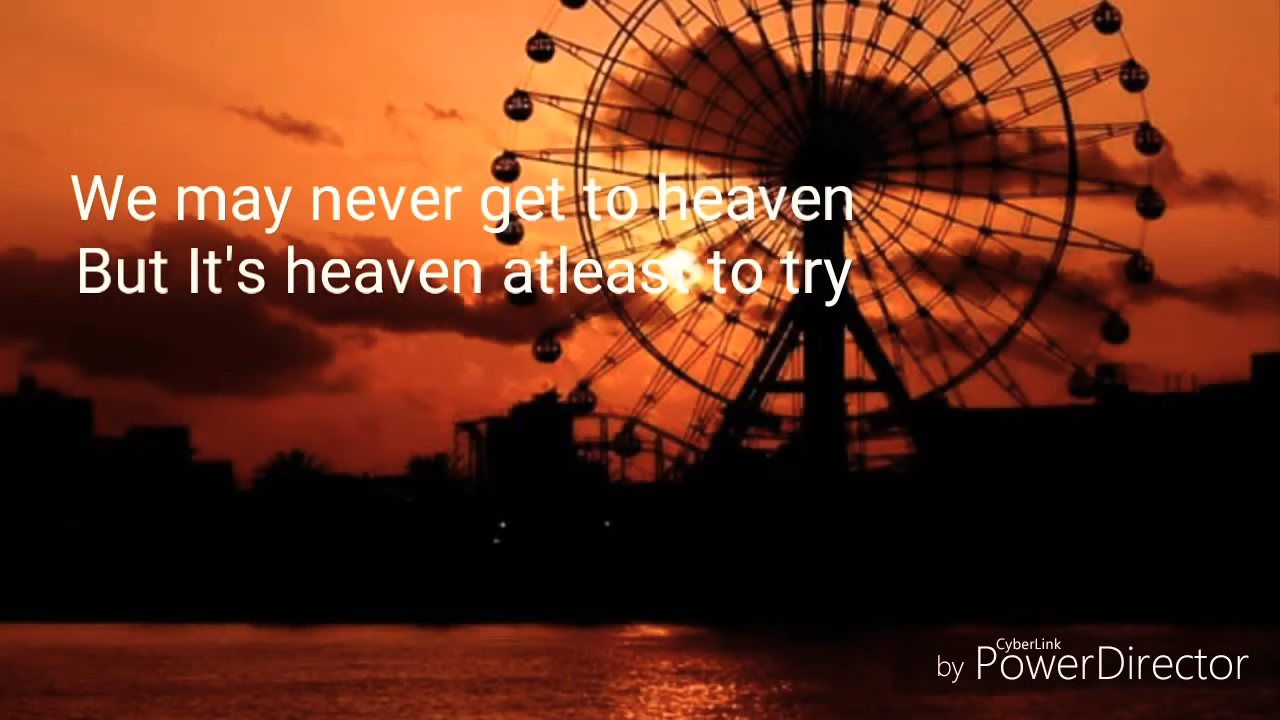 We may never get to heaven
But It's heaven atleast to try
CyberLink
by PowerDirector